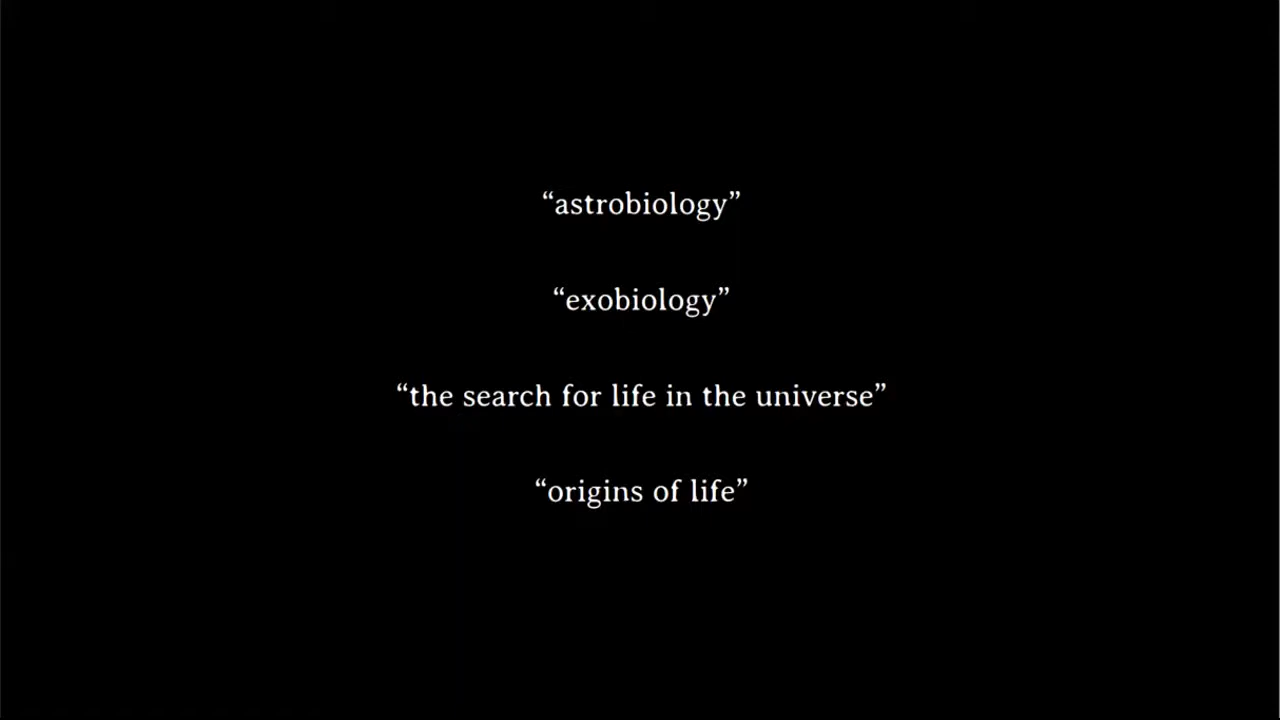 “astrobiology”
“exobiology”
“the search for life in the universe”
“origins of life”